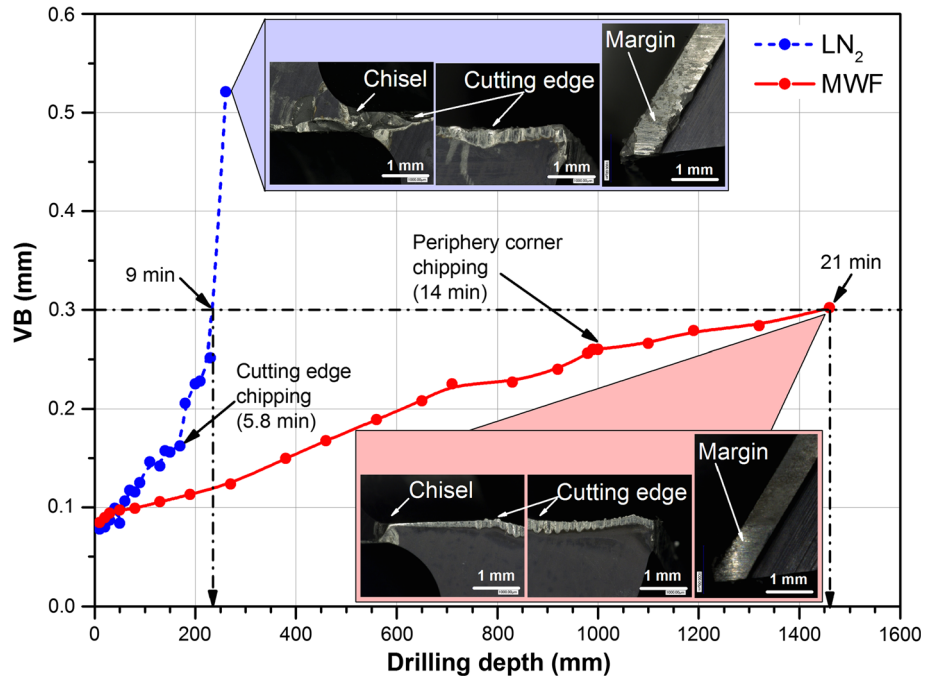 VB (mm)
0.6
0.5
0.4
0.3
0.2
0.1
0.0
0
200
400
600
800
1000
1200
1400
1600
Drilling depth (mm)
LN2
MWF
Chisel
Cutting edge
Margin
1 mm
1 mm
1 mm
9 min
Periphery corner
chipping
(14 min)
21 min
Cutting edge
chipping
(5.8 min)
Chisel
Cutting edge
Margin
1 mm
1 mm
1 mm